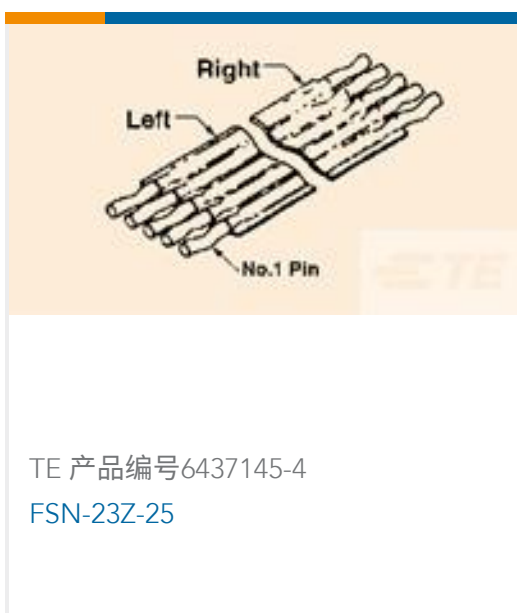 Right
Left
No.1 Pin
TE
TE 产品编号6437145-4
FSN-23Z-25